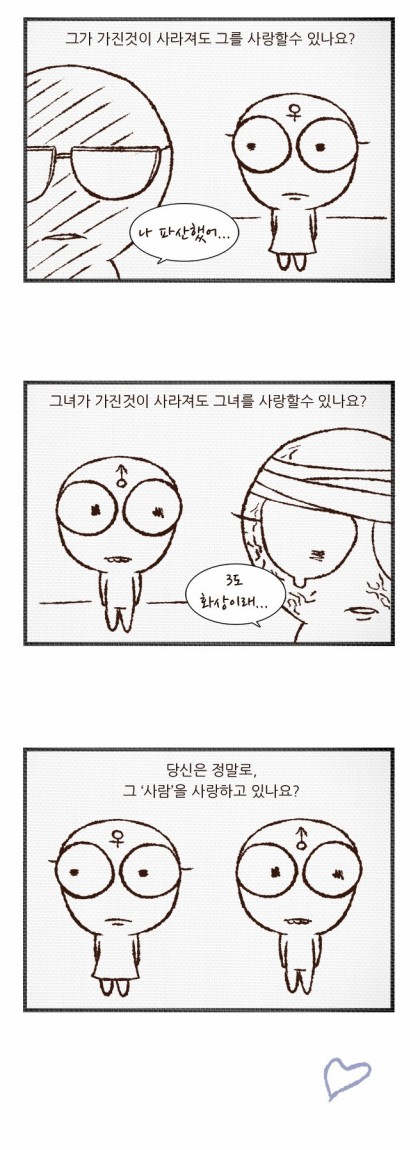 그가 가진것이 사라져도 그를 사랑할수 있나요?
나 파산했어...
그녀가 가진것이 사라져도 그녀를 사랑할수 있나요?
3도
화상이래...
당신은 정말로,
그 '사람'을 사랑하고 있나요?